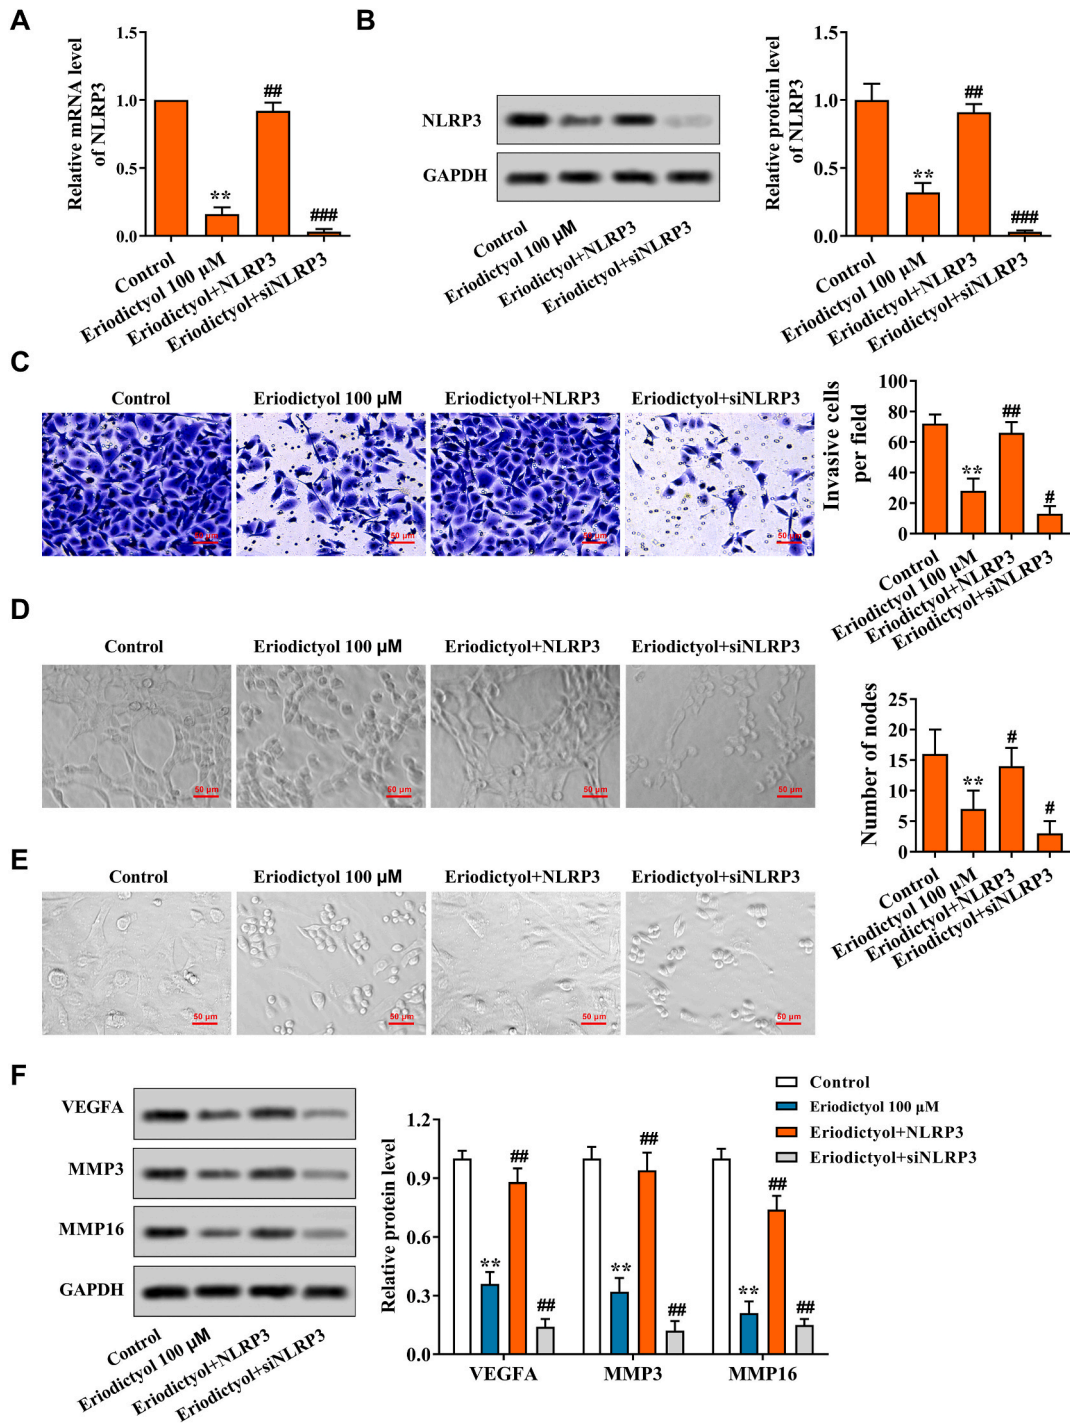 A
Relative mRNA level
of NLRP3
1.5
1.0
0.5
0.0
**
##
###
Control
Eriodictyol 100 µM
Eriodictyol+NLRP3
Eriodictyol+siNLRP3
B
NLRP3
GAPDH
Control
Eriodictyol 100 µM
Eriodictyol+NLRP3
Eriodictyol+siNLRP3
Relative protein level
of NLRP3
1.5
1.0
0.5
0.0
**
##
###
Control
Eriodictyol 100 µM
Eriodictyol+NLRP3
Eriodictyol+siNLRP3
C
Control
Eriodictyol 100 µM
Eriodictyol+NLRP3
Eriodictyol+siNLRP3
50 µm
50 µm
50 µm
50 µm
Invasive cells
per field
100
80
60
40
20
0
**
##
#
Control
Eriodictyol 100 µM
Eriodictyol+NLRP3
Eriodictyol+siNLRP3
D
Control
Eriodictyol 100 µM
Eriodictyol+NLRP3
Eriodictyol+siNLRP3
50 µm
50 µm
50 µm
50 µm
Number of nodes
25
20
15
10
5
0
**
#
#
Control
Eriodictyol 100 µM
Eriodictyol+NLRP3
Eriodictyol+siNLRP3
E
Control
Eriodictyol 100 µM
Eriodictyol+NLRP3
Eriodictyol+siNLRP3
50 µm
50 µm
50 µm
50 µm
F
VEGFA
MMP3
MMP16
GAPDH
Control
Eriodictyol 100 µM
Eriodictyol+NLRP3
Eriodictyol+siNLRP3
Control
Eriodictyol 100 µM
Eriodictyol+NLRP3
Eriodictyol+siNLRP3
Relative protein level
1.2
0.9
0.6
0.3
0.0
**
##
##
**
##
##
**
##
##
VEGFA
MMP3
MMP16